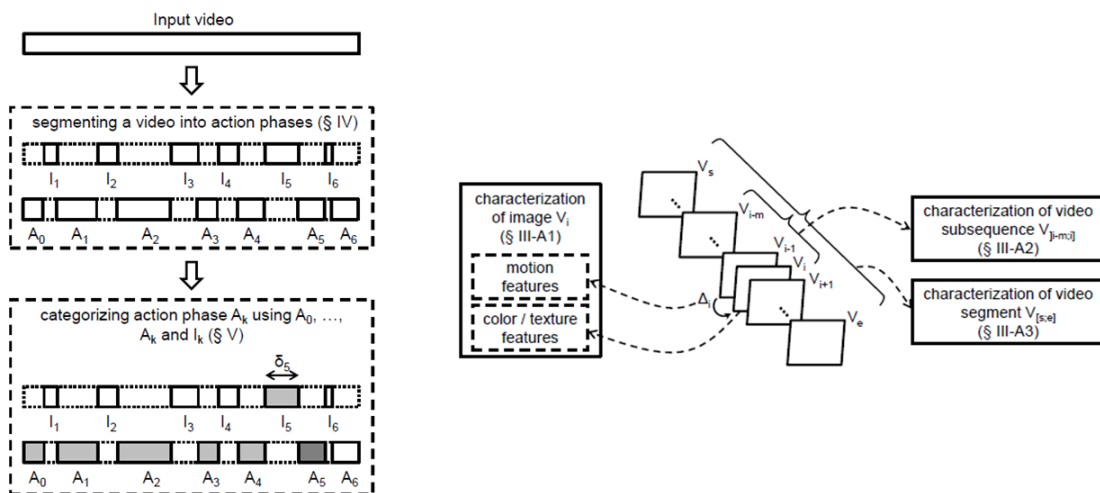 Input video
segmenting a video into action phases (§ IV)
I1 I2 I3 I4 I5 I6
A0 A1 A2 A3 A4 A5 A6
categorizing action phase Ak using A0, …,
Ak and Ik (§ V)
δ5
I1 I2 I3 I4 I5 I6
A0 A1 A2 A3 A4 A5 A6
characterization
of image Vi
(§ III-A1)
motion
features
color / texture
features
Vs
Vi-m
Vi-1
Vi
Vi+1
Δi
Ve
characterization of video
subsequence V]i-m;i]
(§ III-A2)
characterization of video
segment V[s;e]
(§ III-A3)